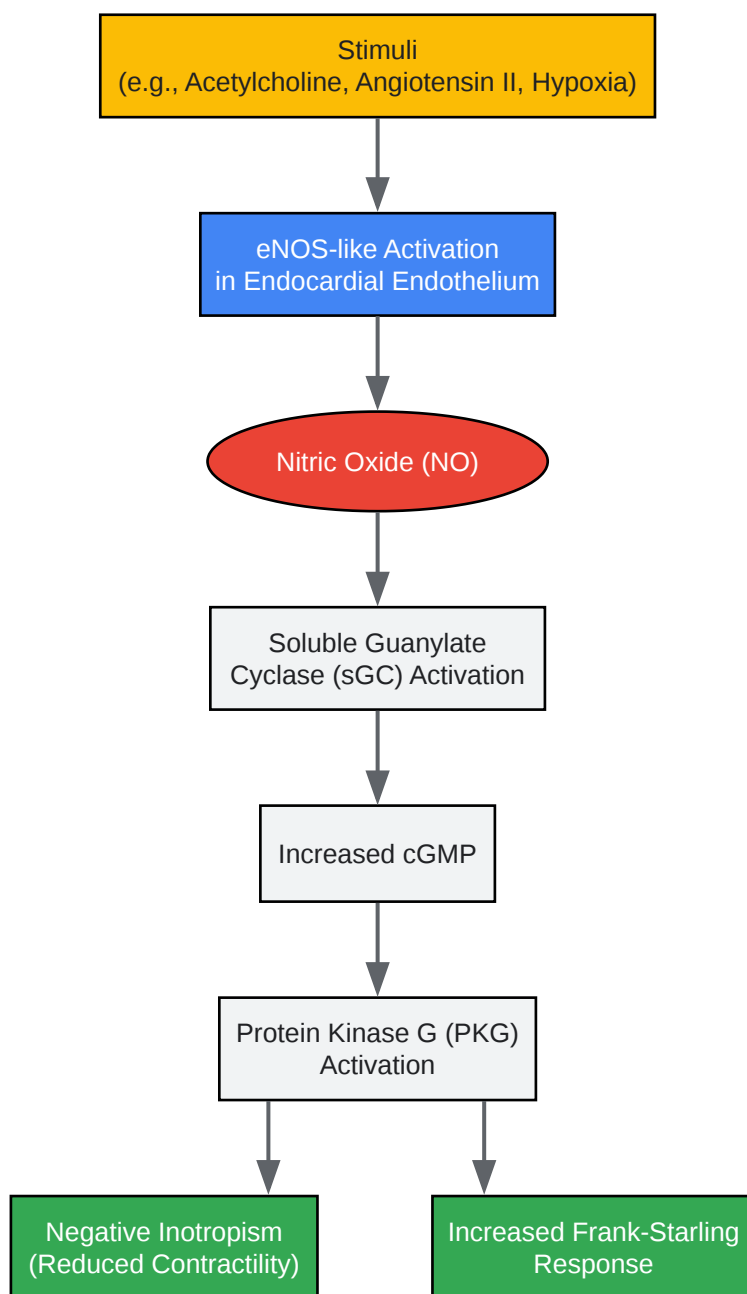 Stimuli
(e.g., Acetylcholine, Angiotensin II, Hypoxia)
eNOS-like Activation
in Endocardial Endothelium
Nitric Oxide (NO)
Soluble Guanylate
Cyclase (sGC) Activation
Increased cGMP
Protein Kinase G (PKG)
Activation
Negative Inotropism
(Reduced Contractility)
Increased Frank-Starling
Response